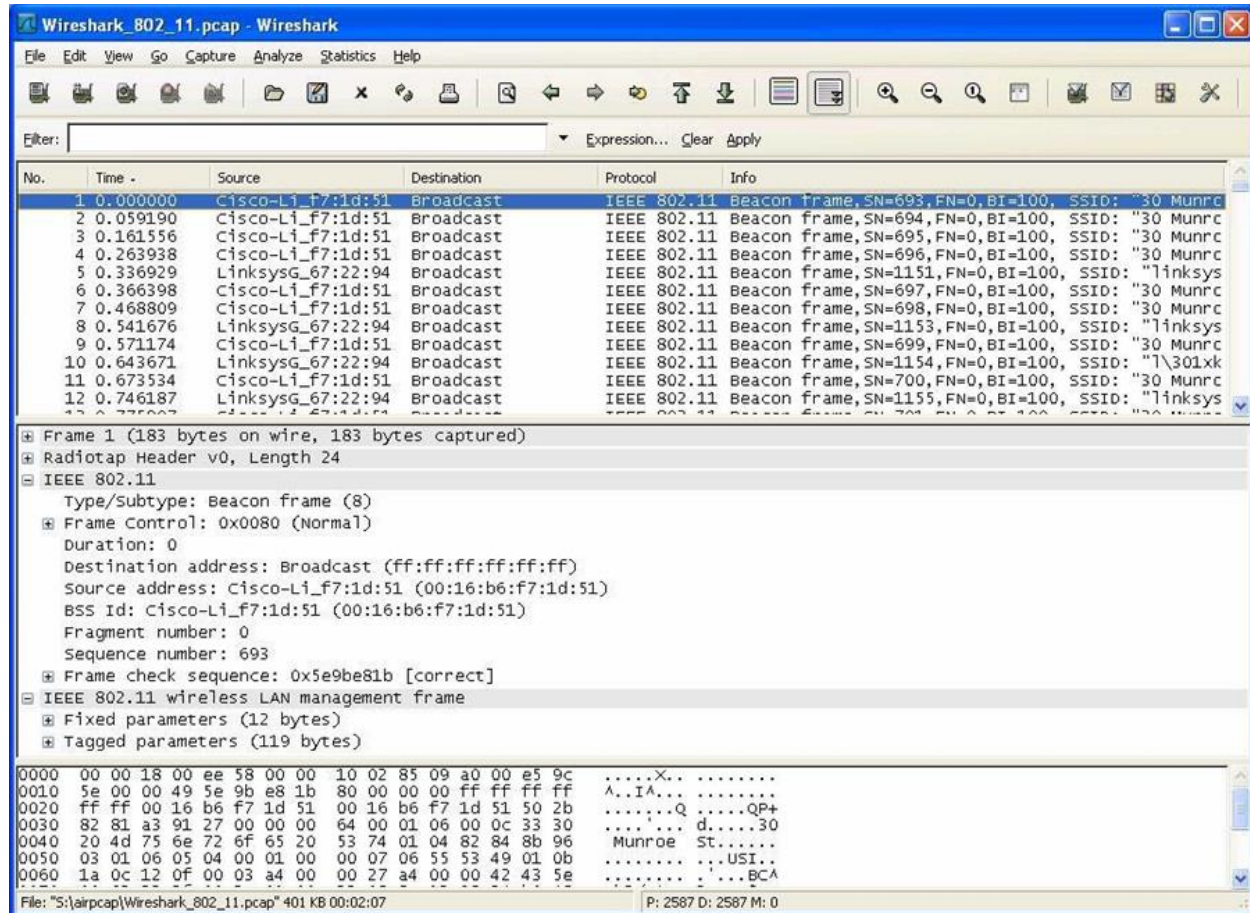 Wireshark_802_11.pcap - Wireshark
File Edit View Go Capture Analyze Statistics Help
Filter: Expression... Clear Apply
No. Time - Source Destination Protocol Info
1 0.000000 Cisco-Li_f7:1d:51 Broadcast IEEE 802.11 Beacon frame,SN=693,FN=0,BI=100, SSID: "30 Munrc
2 0.059190 Cisco-Li_f7:1d:51 Broadcast IEEE 802.11 Beacon frame,SN=694,FN=0,BI=100, SSID: "30 Munrc
3 0.161556 Cisco-Li_f7:1d:51 Broadcast IEEE 802.11 Beacon frame,SN=695,FN=0,BI=100, SSID: "30 Munrc
4 0.263938 Cisco-Li_f7:1d:51 Broadcast IEEE 802.11 Beacon frame,SN=696,FN=0,BI=100, SSID: "30 Munrc
5 0.336929 LinksysG_67:22:94 Broadcast IEEE 802.11 Beacon frame,SN=1151,FN=0,BI=100, SSID: "linksys
6 0.366398 Cisco-Li_f7:1d:51 Broadcast IEEE 802.11 Beacon frame,SN=697,FN=0,BI=100, SSID: "30 Munrc
7 0.468809 Cisco-Li_f7:1d:51 Broadcast IEEE 802.11 Beacon frame,SN=698,FN=0,BI=100, SSID: "30 Munrc
8 0.541676 LinksysG_67:22:94 Broadcast IEEE 802.11 Beacon frame,SN=1153,FN=0,BI=100, SSID: "linksys
9 0.571174 Cisco-Li_f7:1d:51 Broadcast IEEE 802.11 Beacon frame,SN=699,FN=0,BI=100, SSID: "30 Munrc
10 0.643671 LinksysG_67:22:94 Broadcast IEEE 802.11 Beacon frame,SN=1154,FN=0,BI=100, SSID: "l\301xk
11 0.673534 Cisco-Li_f7:1d:51 Broadcast IEEE 802.11 Beacon frame,SN=700,FN=0,BI=100, SSID: "30 Munrc
12 0.746187 LinksysG_67:22:94 Broadcast IEEE 802.11 Beacon frame,SN=1155,FN=0,BI=100, SSID: "linksys
Frame 1 (183 bytes on wire, 183 bytes captured)
Radiotap Header v0, Length 24
IEEE 802.11
Type/Subtype: Beacon frame (8)
Frame Control: 0x0080 (Normal)
Duration: 0
Destination address: Broadcast (ff:ff:ff:ff:ff:ff)
Source address: Cisco-Li_f7:1d:51 (00:16:b6:f7:1d:51)
BSS Id: Cisco-Li_f7:1d:51 (00:16:b6:f7:1d:51)
Fragment number: 0
Sequence number: 693
Frame check sequence: 0x5e9be81b [correct]
IEEE 802.11 wireless LAN management frame
Fixed parameters (12 bytes)
Tagged parameters (119 bytes)
0000 00 00 18 00 ee 58 00 00 10 02 85 09 a0 00 e5 9c .....X.. ........
0010 5e 00 00 49 5e 9b e8 1b 80 00 00 00 ff ff ff ff ^..I^... ........
0020 ff ff 00 16 b6 f7 1d 51 00 16 b6 f7 1d 51 50 2b .......Q .....QP+
0030 82 81 a3 91 27 00 00 00 64 00 01 06 00 0c 33 30 ....'... d.....30
0040 20 4d 75 6e 72 6f 65 20 53 74 01 04 82 84 8b 96 Munroe St......
0050 03 01 06 05 04 00 01 00 00 07 06 55 53 49 01 0b ........ ...USI..
0060 1a 0c 12 0f 00 03 a4 00 00 27 a4 00 00 42 43 5e ........ .'...BC^
File: "S:\airpcap\Wireshark_802_11.pcap" 401 KB 00:02:07 P: 2587 D: 2587 M: 0